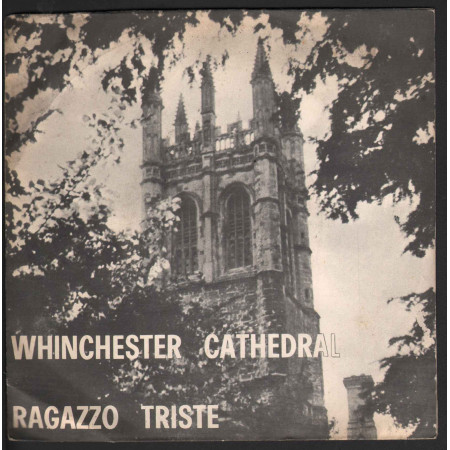 WHINCHESTER CATHEDRAL
RAGAZZO TRISTE